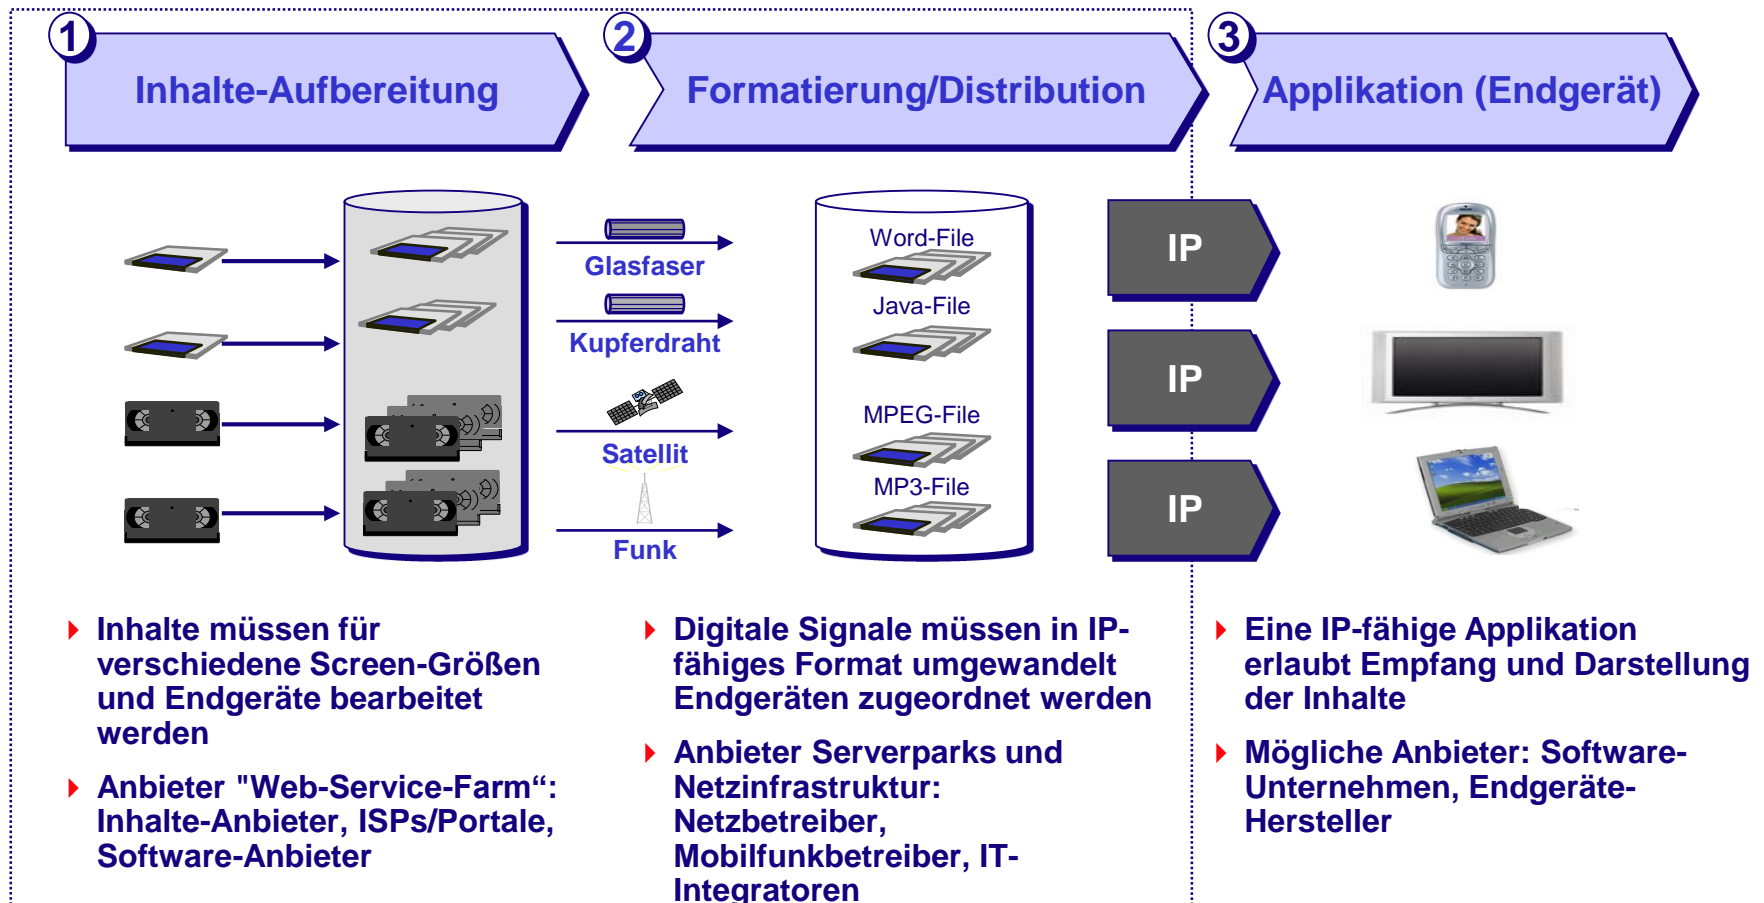 1
Inhalte-Aufbereitung
2
Formatierung/Distribution
3
Applikation (Endgerät)
Glasfaser
Kupferdraht
Satellit
Funk
Word-File
Java-File
MPEG-File
MP3-File
IP
IP
IP
Inhalte müssen für
verschiedene Screen-Größen
und Endgeräte bearbeitet
werden
Anbieter "Web-Service-Farm“:
Inhalte-Anbieter, ISPs/Portale,
Software-Anbieter
Digitale Signale müssen in IP-
fähiges Format umgewandelt
Endgeräten zugeordnet werden
Anbieter Serverparks und
Netzinfrastruktur:
Netzbetreiber,
Mobilfunkbetreiber, IT-
Integratoren
Eine IP-fähige Applikation
erlaubt Empfang und Darstellung
der Inhalte
Mögliche Anbieter: Software-
Unternehmen, Endgeräte-
Hersteller